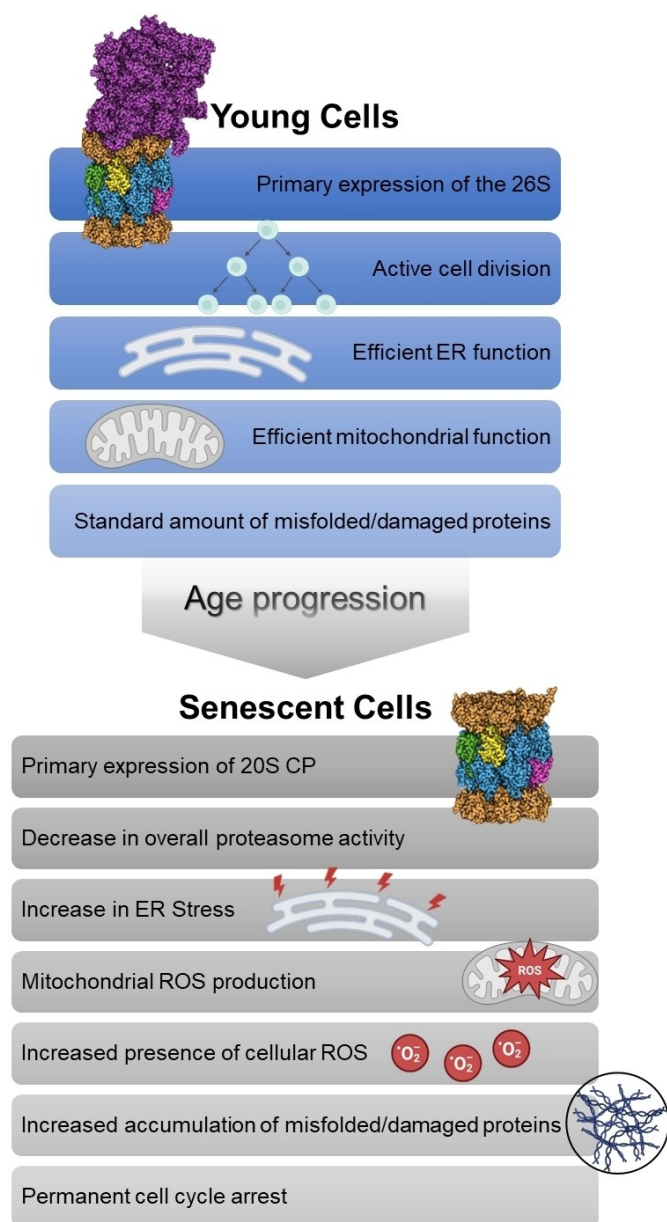 Young Cells
Primary expression of the 26S
Active cell division
Efficient ER function
Efficient mitochondrial function
Standard amount of misfolded/damaged proteins
Age progression
Senescent Cells
Primary expression of 20S CP
Decrease in overall proteasome activity
Increase in ER Stress
Mitochondrial ROS production
ROS
Increased presence of cellular ROS
•O₂⁻ •O₂⁻ •O₂⁻
Increased accumulation of misfolded/damaged proteins
Permanent cell cycle arrest